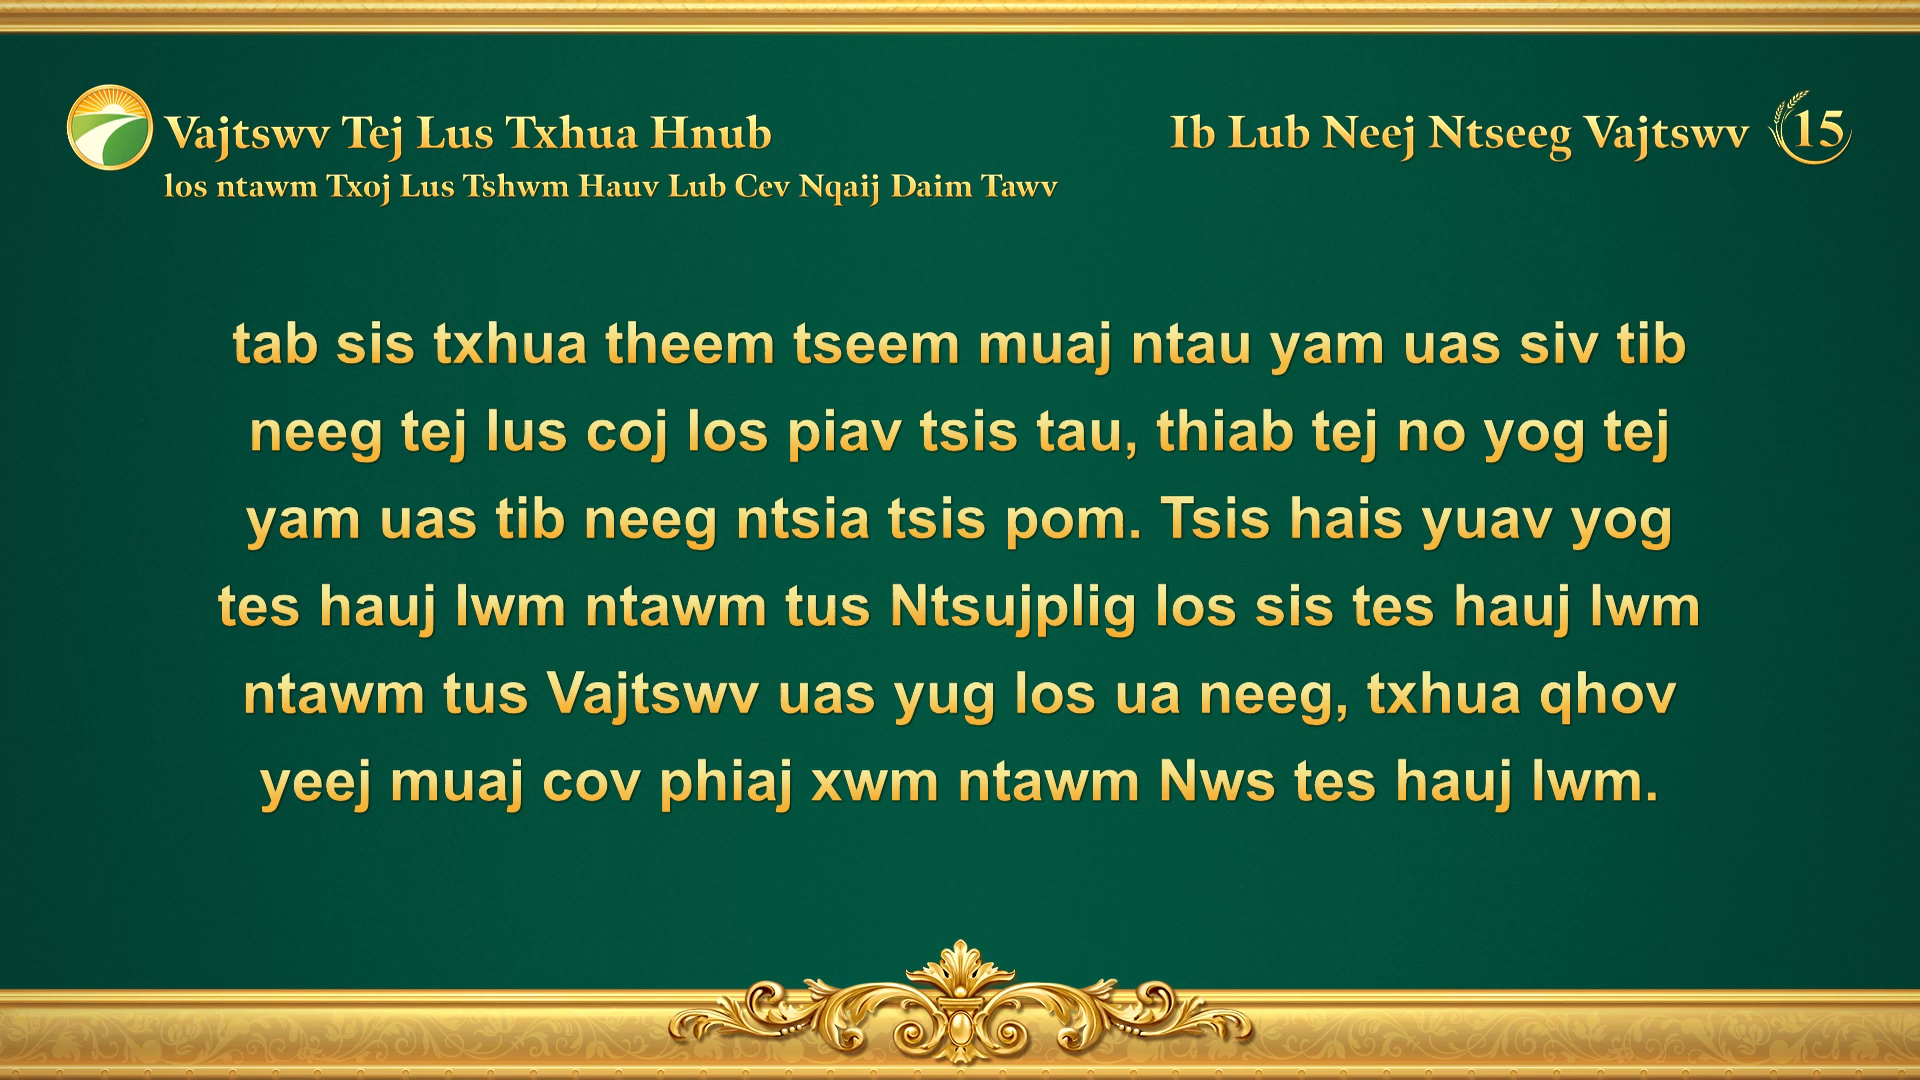 Vajtswv Tej Lus Txhua Hnub
los ntawm Txoj Lus Tshwm Hauv Lub Cev Nqaij Daim Tawv
Ib Lub Neej Ntseeg Vajtswv 15
tab sis txhua theem tseem muaj ntau yam uas siv tib
neeg tej lus coj los piav tsis tau, thiab tej no yog tej
yam uas tib neeg ntsia tsis pom. Tsis hais yuav yog
tes hauj lwm ntawm tus Ntsujplig los sis tes hauj lwm
ntawm tus Vajtswv uas yug los ua neeg, txhua qhov
yeej muaj cov phiaj xwm ntawm Nws tes hauj lwm.